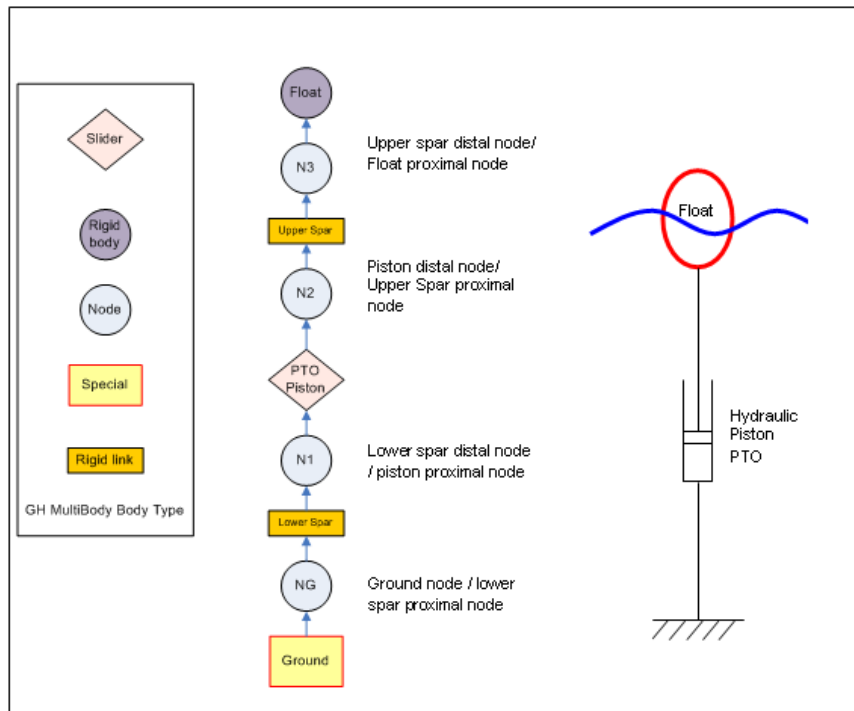 Slider
Rigid
body
Node
Special
Rigid link
GH MultiBody Body Type
Float
N3
Upper Spar
N2
PTO
Piston
N1
Lower Spar
NG
Ground
Upper spar distal node/
Float proximal node
Piston distal node/
Upper Spar proximal
node
Lower spar distal node
/ piston proximal node
Ground node / lower
spar proximal node
Float
Hydraulic
Piston
PTO